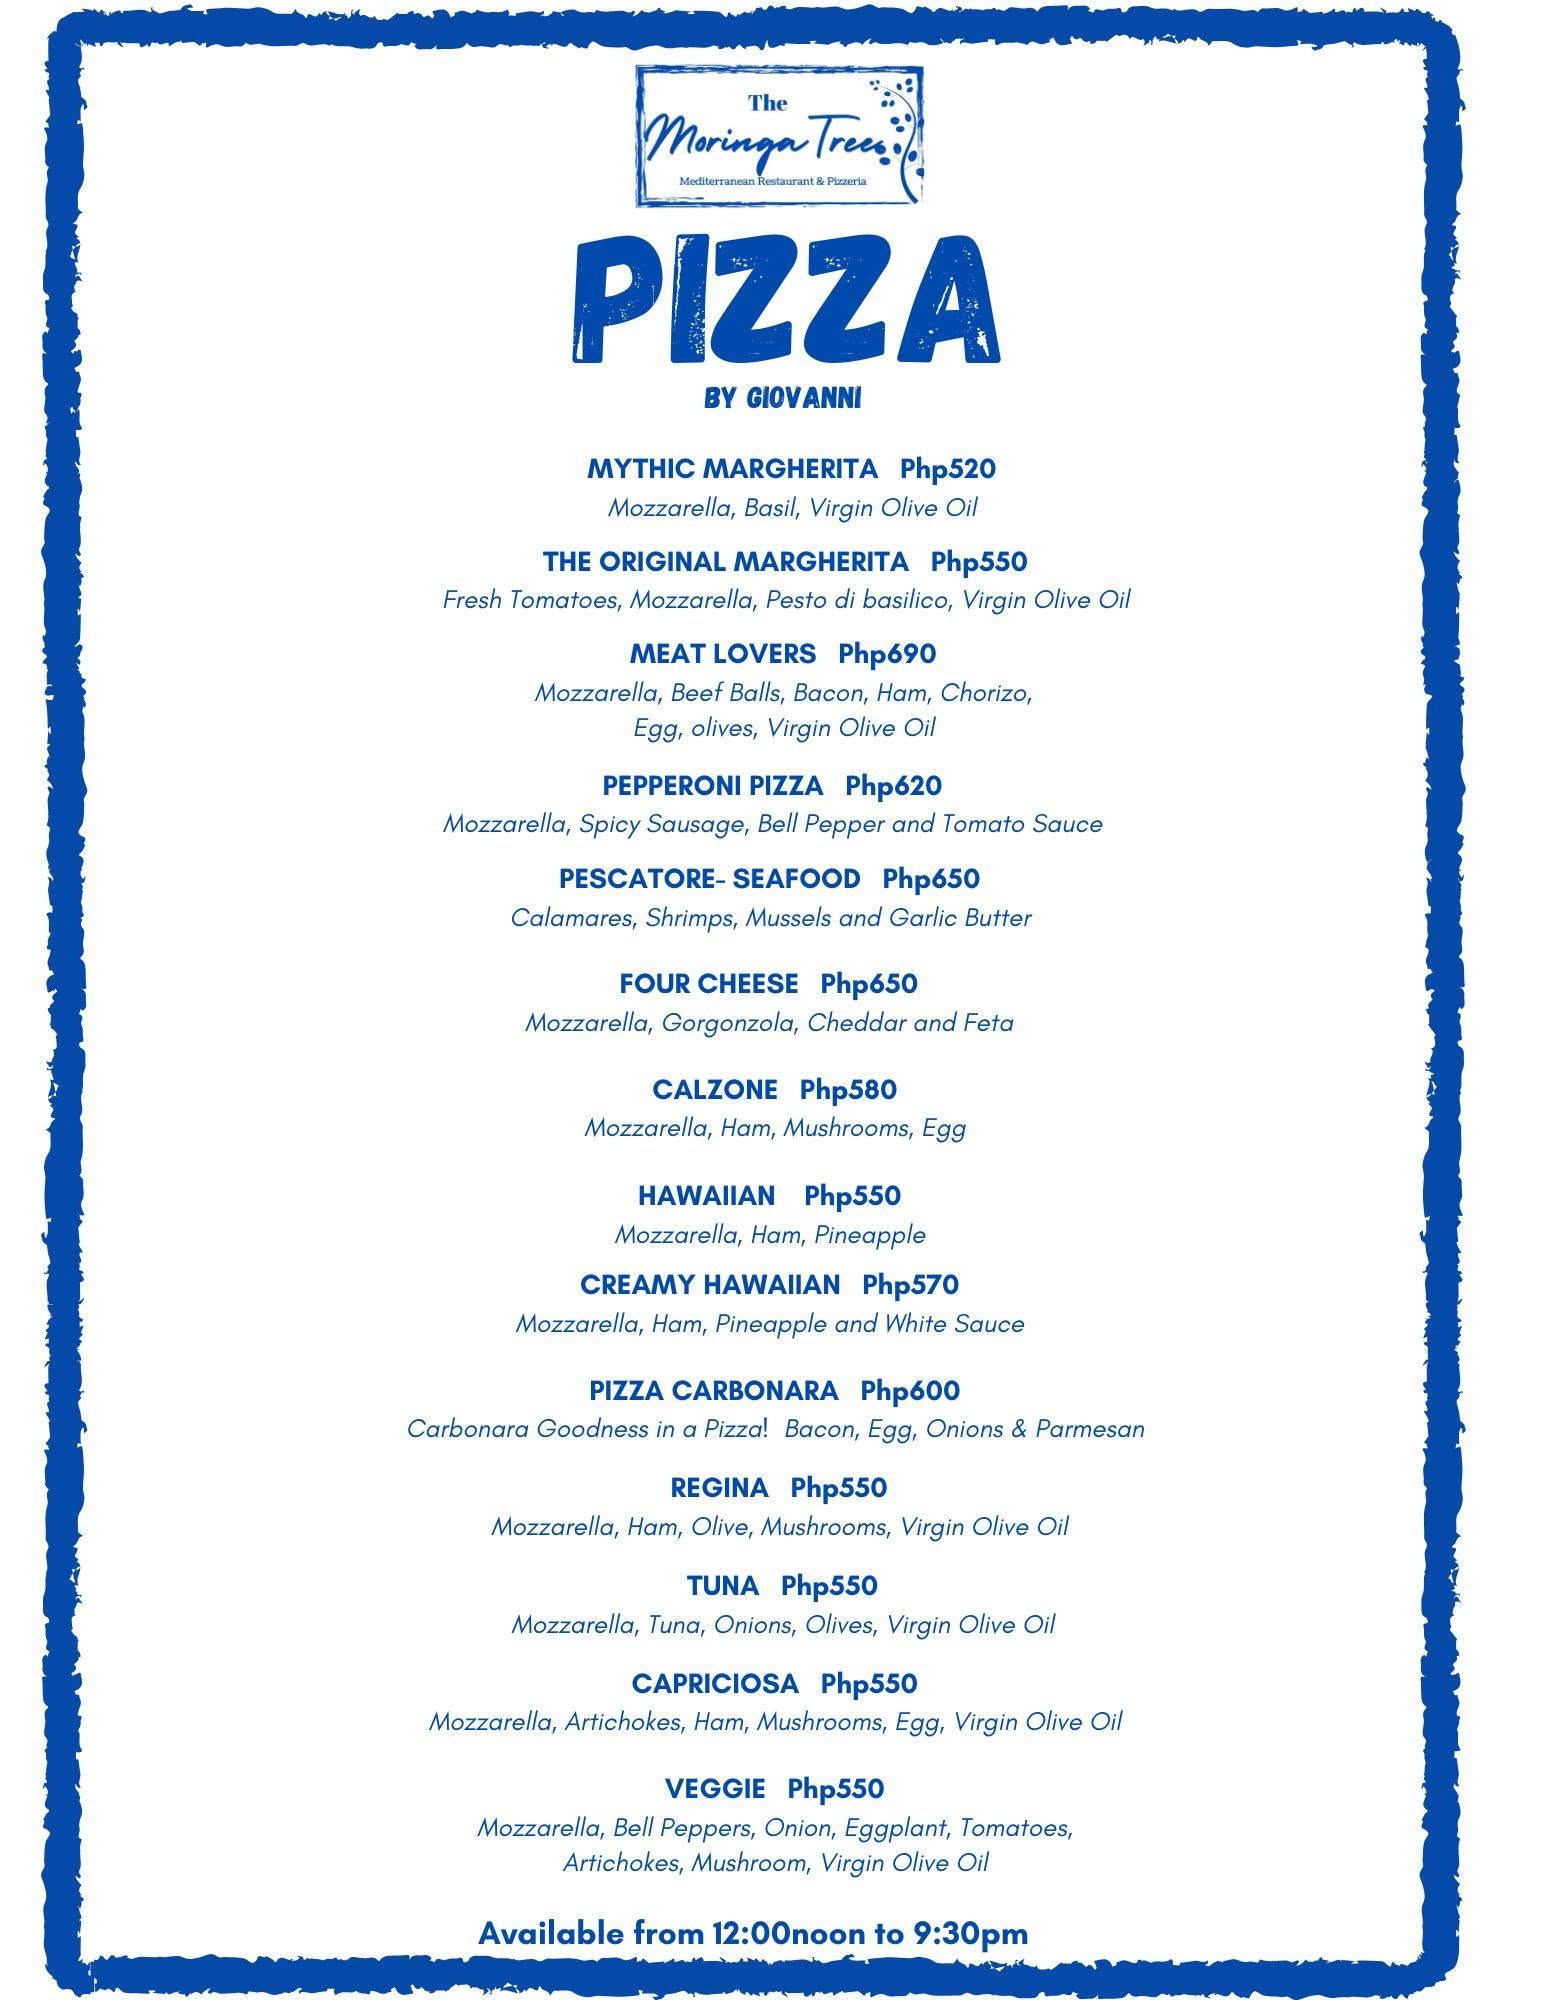 The
Moringa Trees
Mediterranean Restaurant & Pizzeria
PIZZA
BY GIOVANNI
MYTHIC MARGHERITA Php520
Mozzarella, Basil, Virgin Olive Oil
THE ORIGINAL MARGHERITA Php550
Fresh Tomatoes, Mozzarella, Pesto di basilico, Virgin Olive Oil
MEAT LOVERS Php690
Mozzarella, Beef Balls, Bacon, Ham, Chorizo,
Egg, olives, Virgin Olive Oil
PEPPERONI PIZZA Php620
Mozzarella, Spicy Sausage, Bell Pepper and Tomato Sauce
PESCATORE- SEAFOOD Php650
Calamares, Shrimps, Mussels and Garlic Butter
FOUR CHEESE Php650
Mozzarella, Gorgonzola, Cheddar and Feta
CALZONE Php580
Mozzarella, Ham, Mushrooms, Egg
HAWAIIAN Php550
Mozzarella, Ham, Pineapple
CREAMY HAWAIIAN Php570
Mozzarella, Ham, Pineapple and White Sauce
PIZZA CARBONARA Php600
Carbonara Goodness in a Pizza! Bacon, Egg, Onions & Parmesan
REGINA Php550
Mozzarella, Ham, Olive, Mushrooms, Virgin Olive Oil
TUNA Php550
Mozzarella, Tuna, Onions, Olives, Virgin Olive Oil
CAPRICIOSA Php550
Mozzarella, Artichokes, Ham, Mushrooms, Egg, Virgin Olive Oil
VEGGIE Php550
Mozzarella, Bell Peppers, Onion, Eggplant, Tomatoes,
Artichokes, Mushroom, Virgin Olive Oil
Available from 12:00noon to 9:30pm